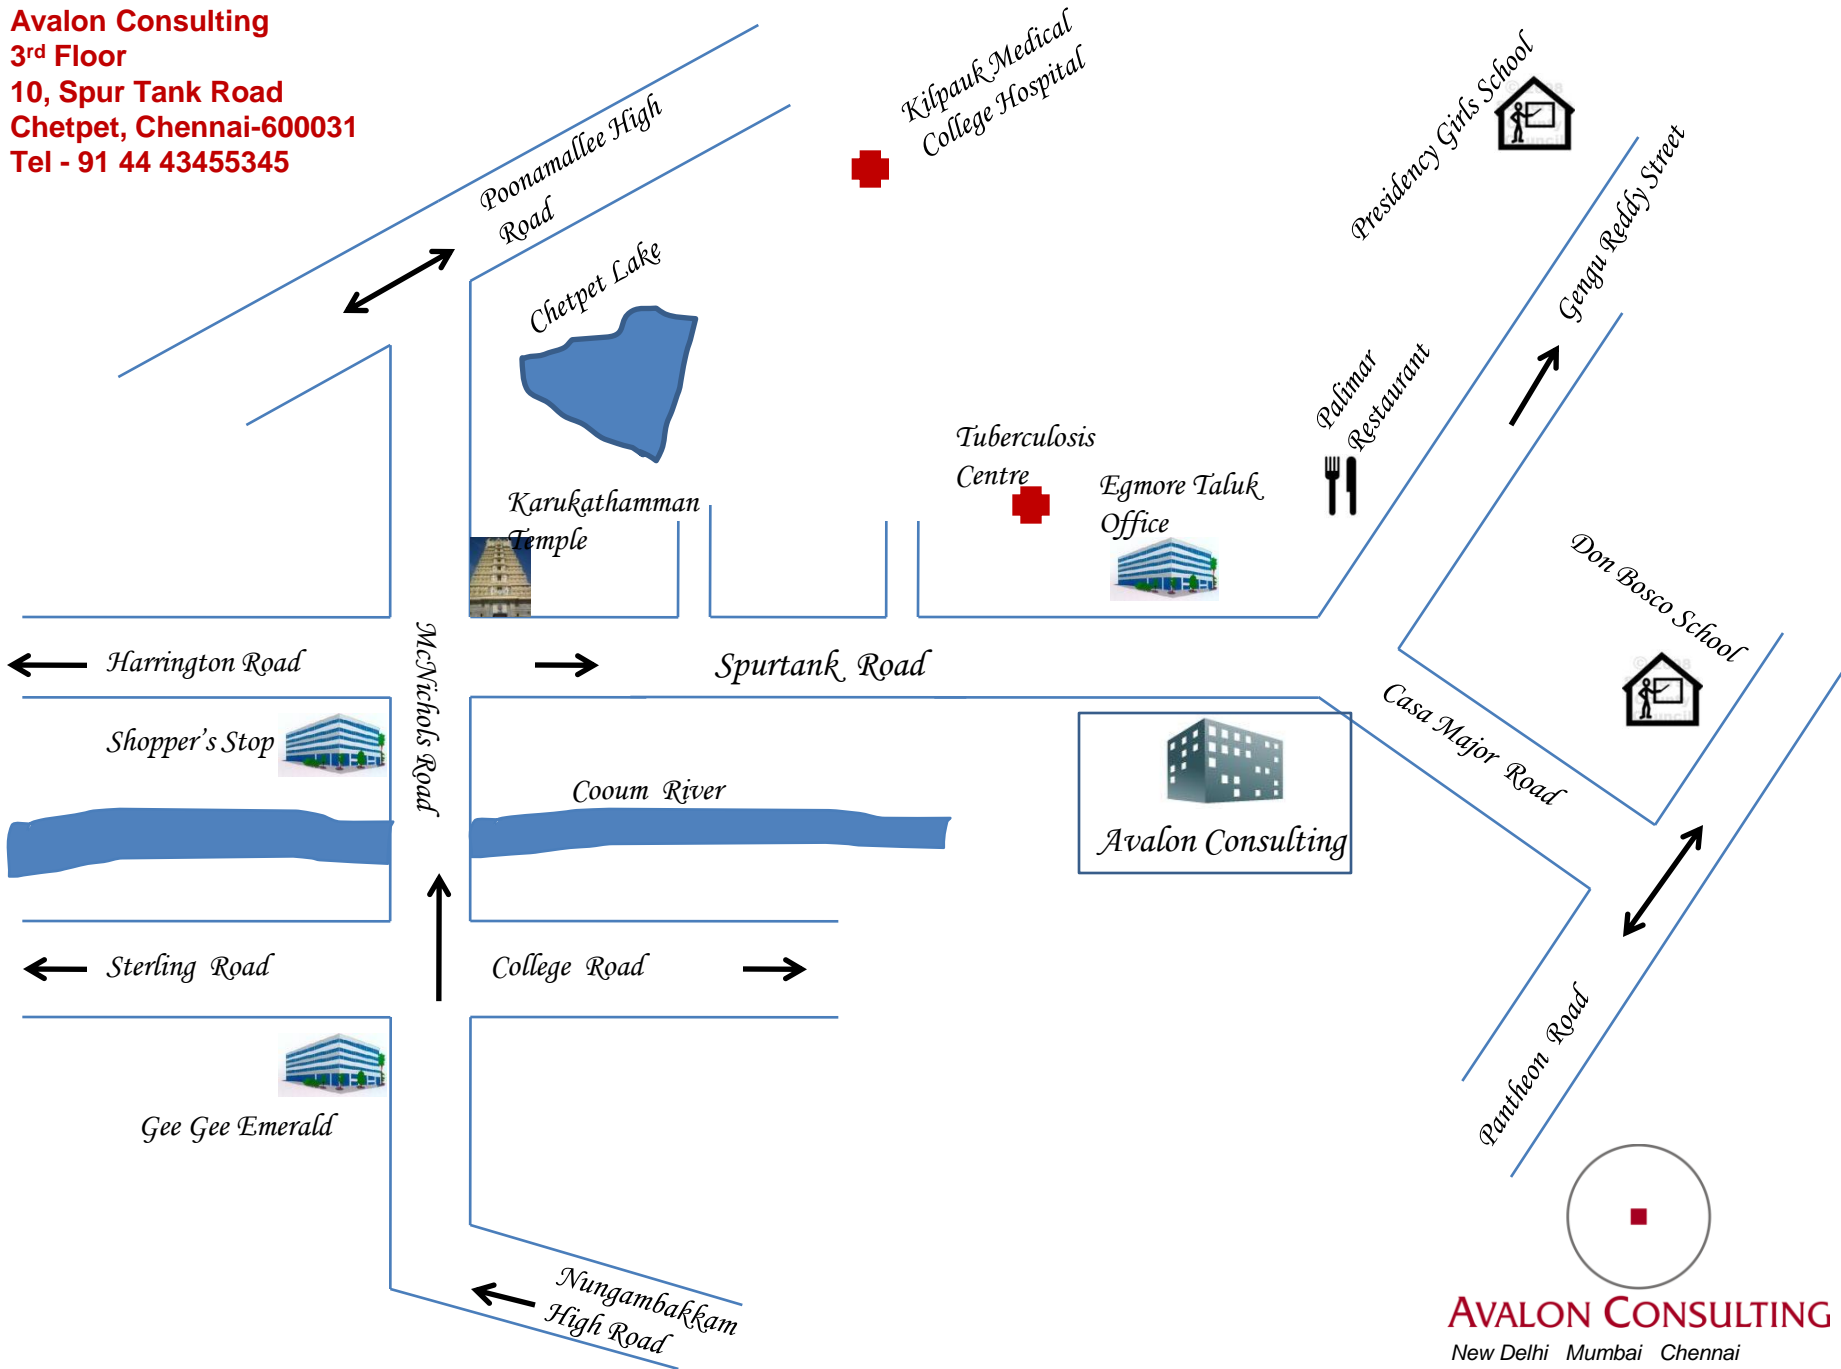 Avalon Consulting
3rd Floor
10, Spur Tank Road
Chetpet, Chennai-600031
Tel - 91 44 43455345
Poonamallee High
Road
Kilpauk Medical
College Hospital
Presidency Girls School
Gengu Reddy Street
Chetpet Lake
Palimar
Restaurant
Tuberculosis
Centre
Egmore Taluk
Office
Karukathamman
Temple
Don Bosco School
Harrington Road
McNichols Road
Spurtank Road
Casa Major Road
Shopper's Stop
Cooum River
Avalon Consulting
Sterling Road
College Road
Pantheon Road
Gee Gee Emerald
Nungambakkam
High Road
AVALON CONSULTING
New Delhi Mumbai Chennai